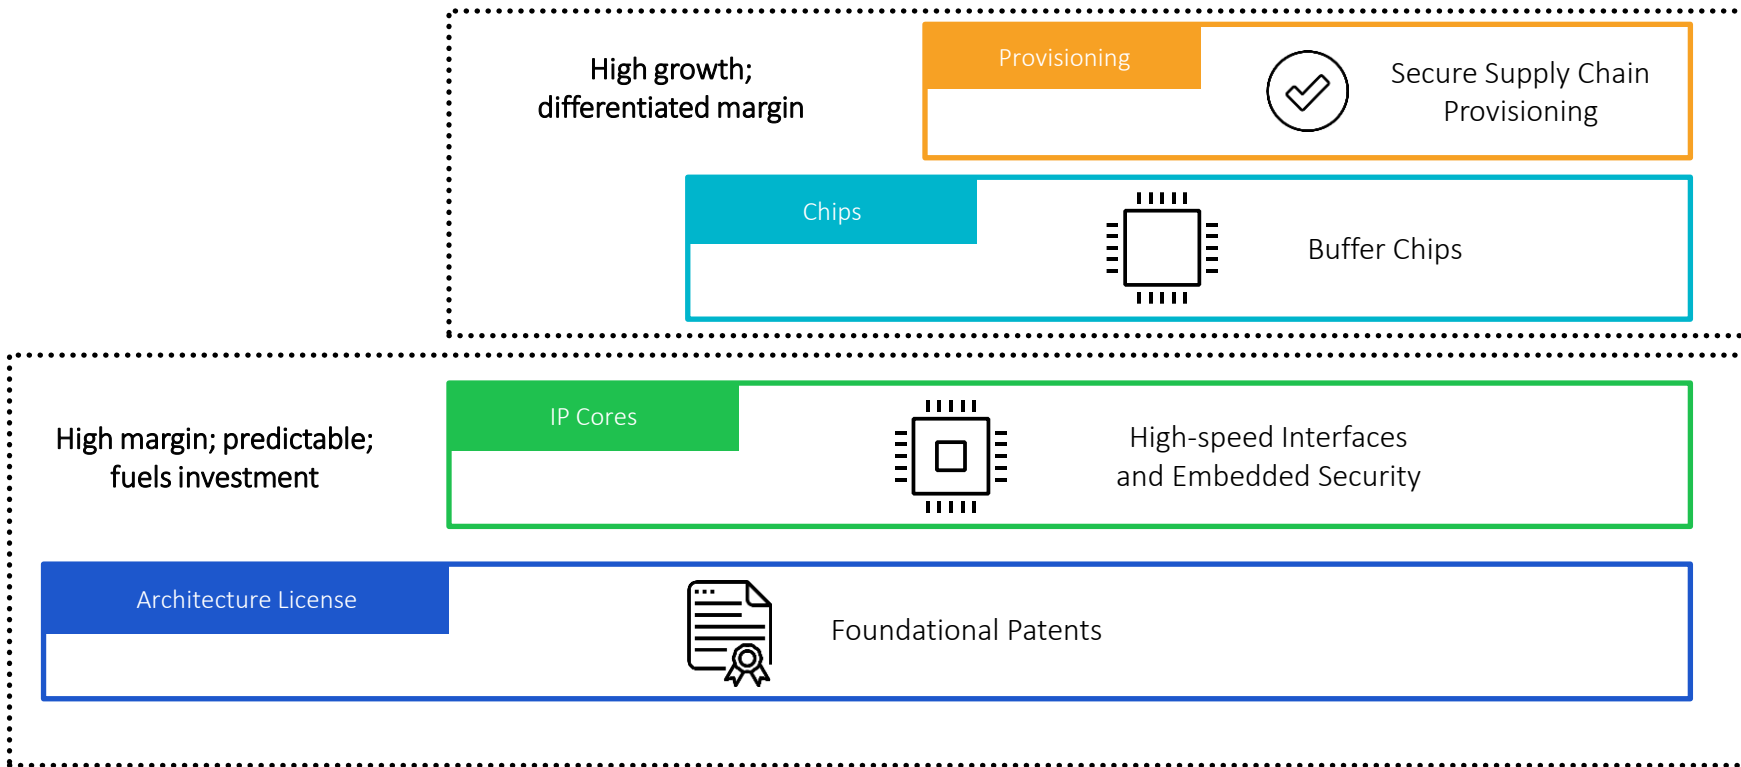 High growth;
differentiated margin
Provisioning
Secure Supply Chain
Provisioning
Chips
Buffer Chips
High margin; predictable;
fuels investment
IP Cores
High-speed Interfaces
and Embedded Security
Architecture License
Foundational Patents